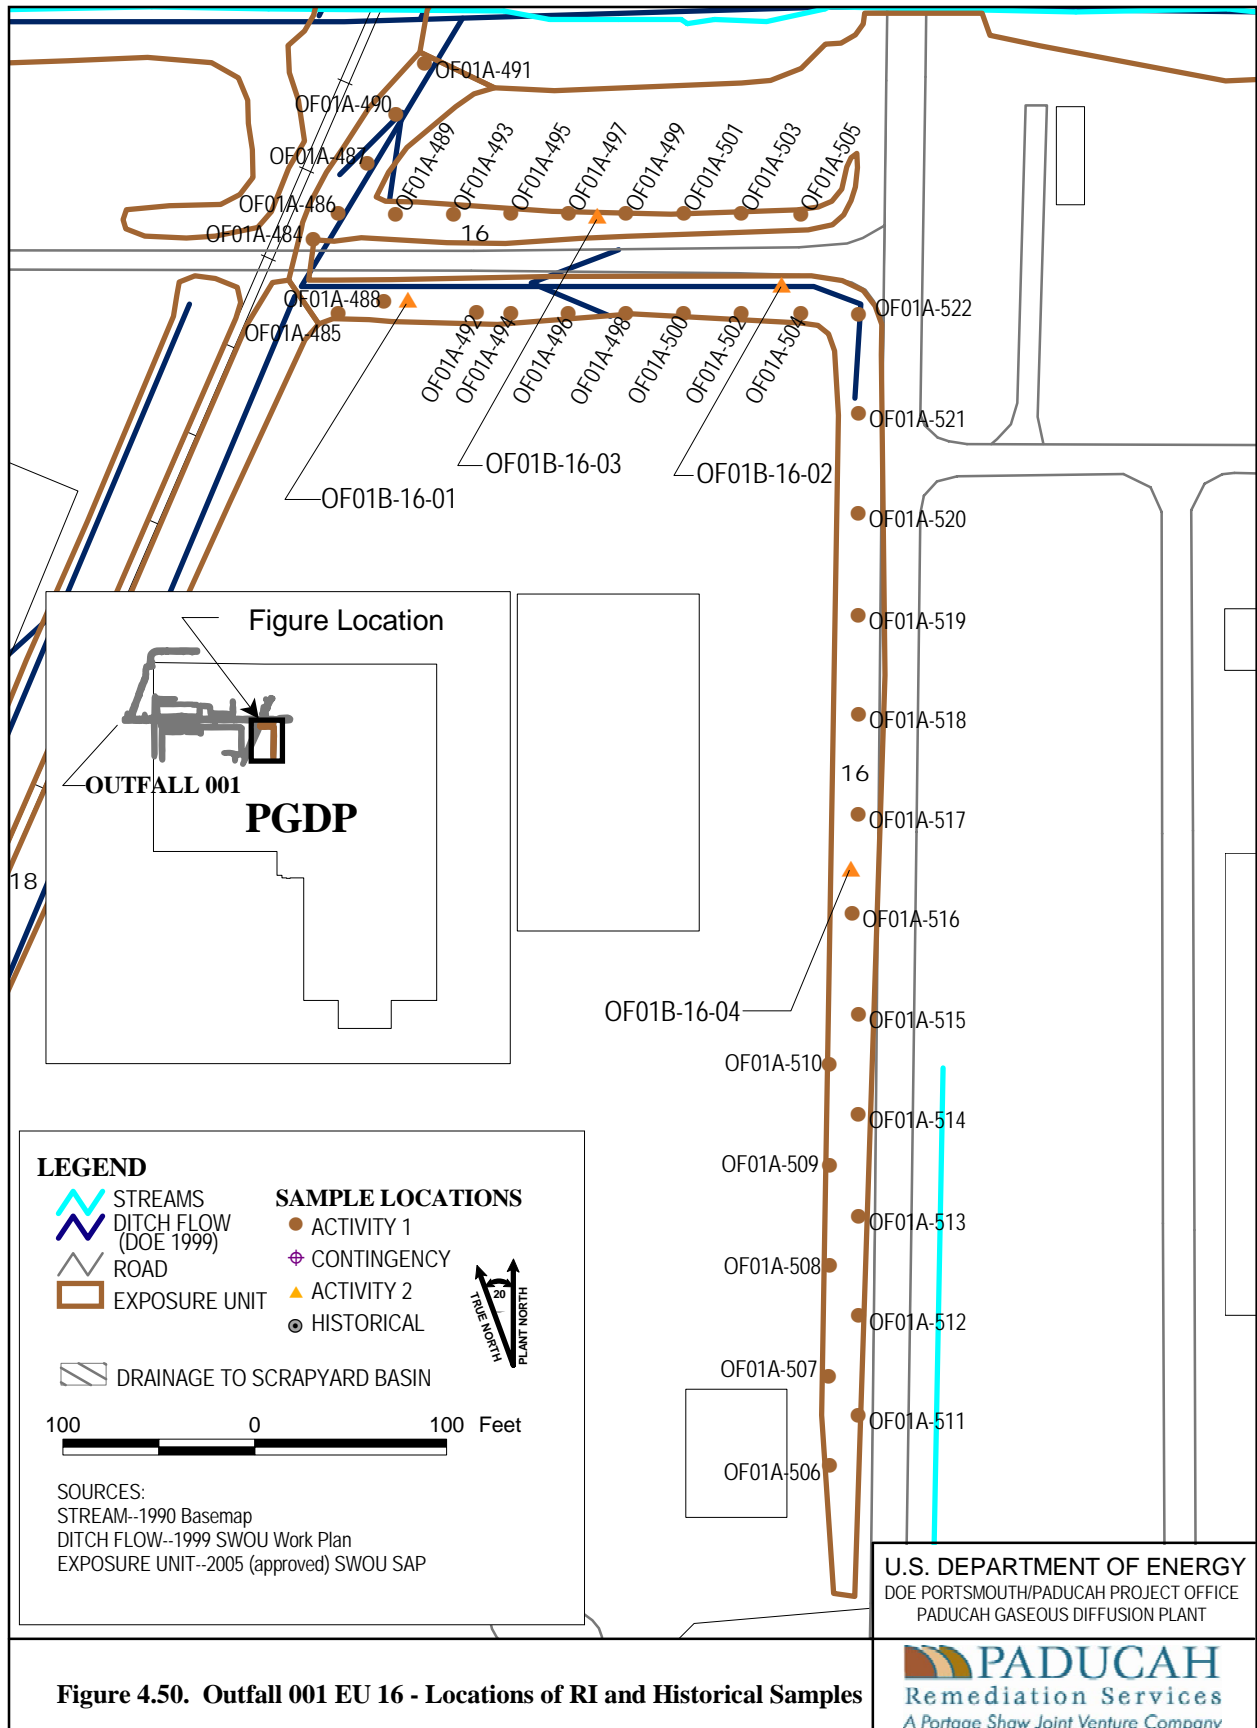 OF01A-491
OF01A-490
OF01A-487
OF01A-489
OF01A-493
OF01A-495
OF01A-497
OF01A-499
OF01A-501
OF01A-503
OF01A-505
OF01A-486
OF01A-484
16
OF01A-488
OF01A-485
OF01A-492
OF01A-494
OF01A-496
OF01A-498
OF01A-500
OF01A-502
OF01A-504
OF01A-522
OF01A-521
OF01B-16-03
OF01B-16-02
OF01B-16-01
OF01A-520
OF01A-519
OF01A-518
16
OF01A-517
OF01A-516
OF01B-16-04
OF01A-515
OF01A-510
OF01A-514
OF01A-509
OF01A-513
OF01A-508
OF01A-512
OF01A-507
OF01A-511
OF01A-506
18
Figure Location
OUTFALL 001
PGDP
LEGEND
STREAMS
DITCH FLOW
(DOE 1999)
ROAD
EXPOSURE UNIT
SAMPLE LOCATIONS
ACTIVITY 1
CONTINGENCY
ACTIVITY 2
HISTORICAL
20
TRUE NORTH
PLANT NORTH
DRAINAGE TO SCRAPYARD BASIN
100 0 100 Feet
SOURCES:
STREAM--1990 Basemap
DITCH FLOW--1999 SWOU Work Plan
EXPOSURE UNIT--2005 (approved) SWOU SAP
U.S. DEPARTMENT OF ENERGY
DOE PORTSMOUTH/PADUCAH PROJECT OFFICE
PADUCAH GASEOUS DIFFUSION PLANT
Figure 4.50. Outfall 001 EU 16 - Locations of RI and Historical Samples
PADUCAH
Remediation Services
A Portage Shaw Joint Venture Company